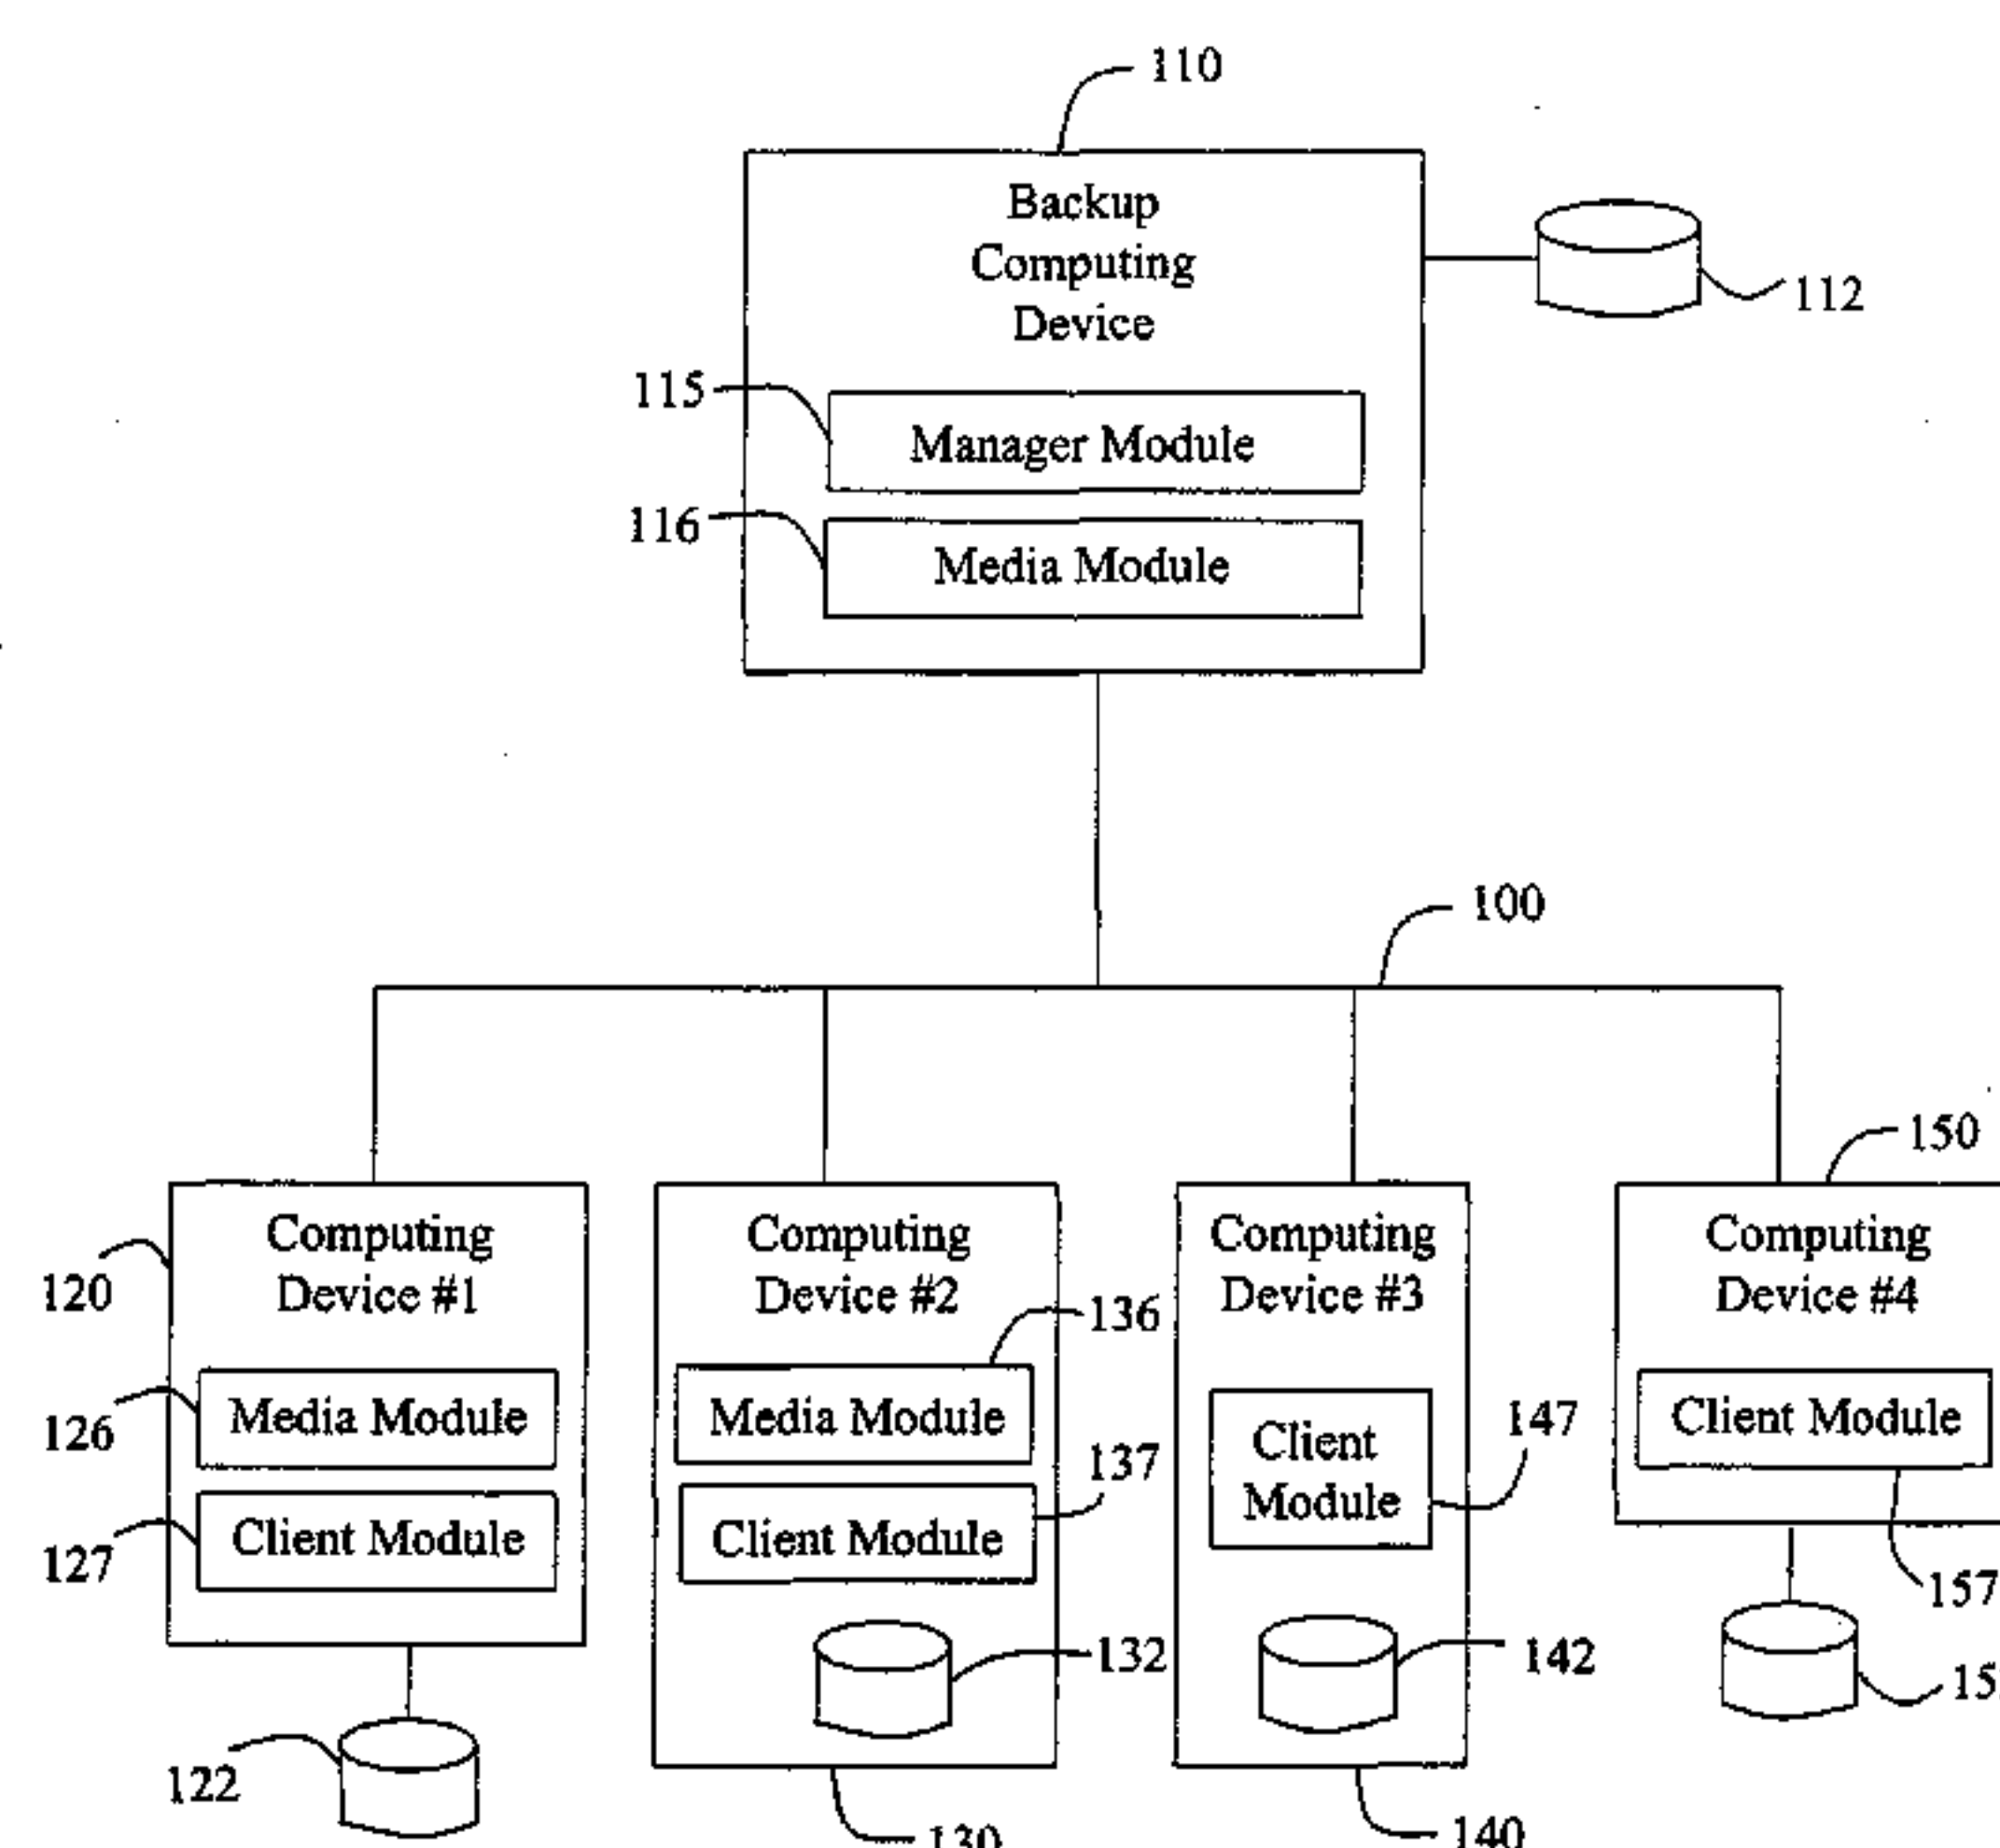 110
Backup
Computing
Device
112
115
Manager Module
116
Media Module
100
150
Computing
Device #1
120
Media Module
126
Client Module
127
122
Computing
Device #2
136
Media Module
137
Client Module
132
130
Computing
Device #3
Client
Module
147
142
140
Computing
Device #4
Client Module
157